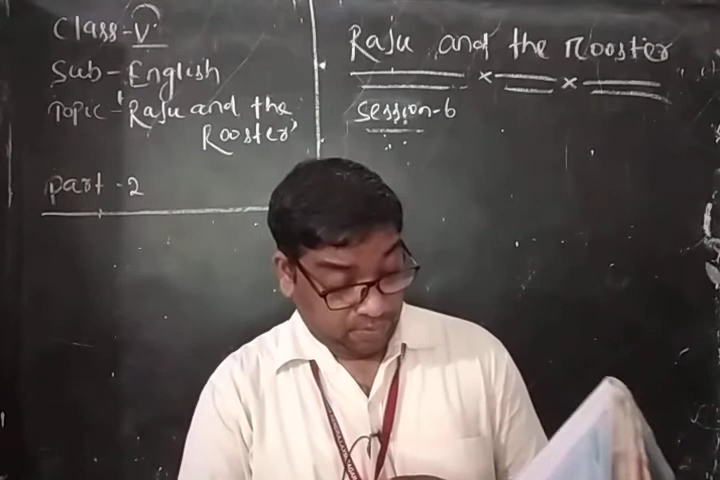 Class - V
Sub - English
Topic - 'Raju and the
Rooster'
Part - 2
Raju and the Rooster
Session - 6